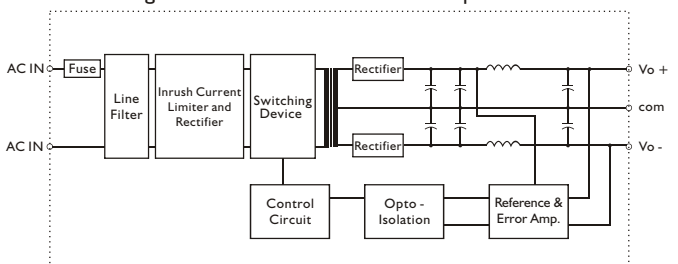 AC IN
Fuse
Line
Filter
Inrush Current
Limiter and
Rectifier
Switching
Device
Rectifier
Vo +
com
AC IN
Rectifier
Vo -
Control
Circuit
Opto -
Isolation
Reference &
Error Amp.